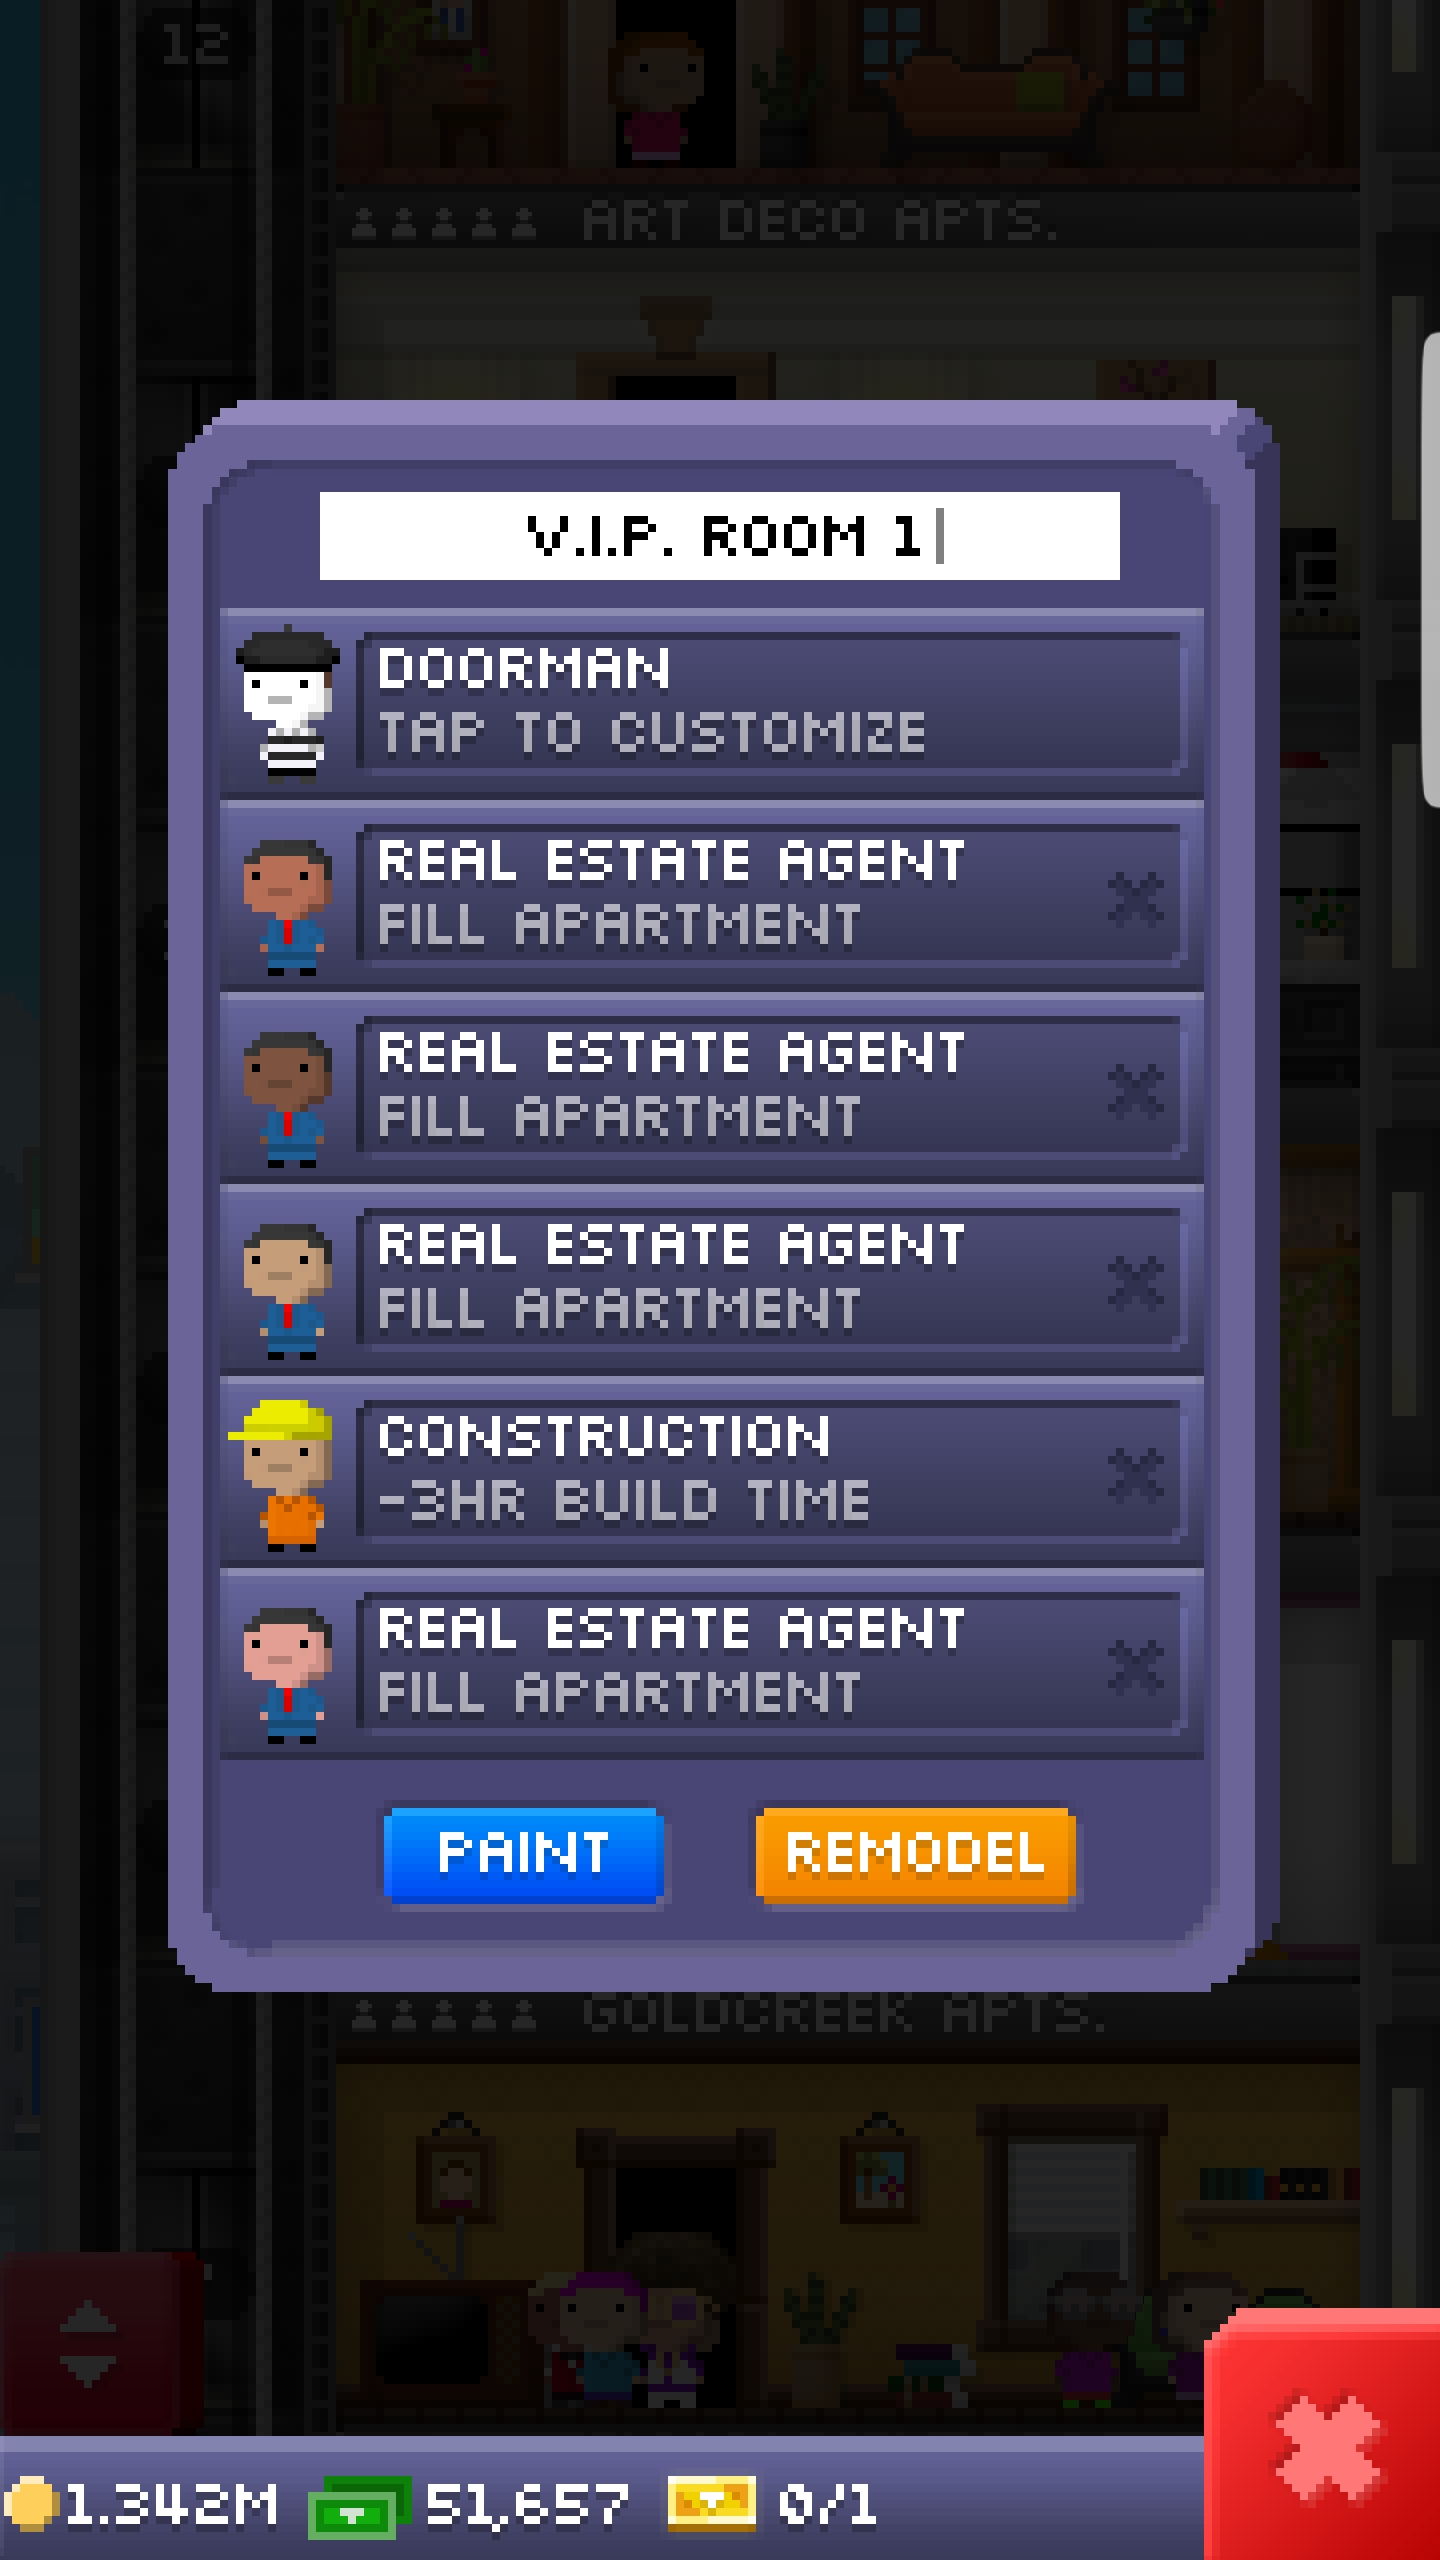 12
ART DECO APTS.
V.I.P. ROOM 1
DOORMAN
TAP TO CUSTOMIZE
REAL ESTATE AGENT
FILL APARTMENT
REAL ESTATE AGENT
FILL APARTMENT
REAL ESTATE AGENT
FILL APARTMENT
CONSTRUCTION
-3HR BUILD TIME
REAL ESTATE AGENT
FILL APARTMENT
PAINT REMODEL
GOLDCREEK APTS.
1.342M 51,657 0/1